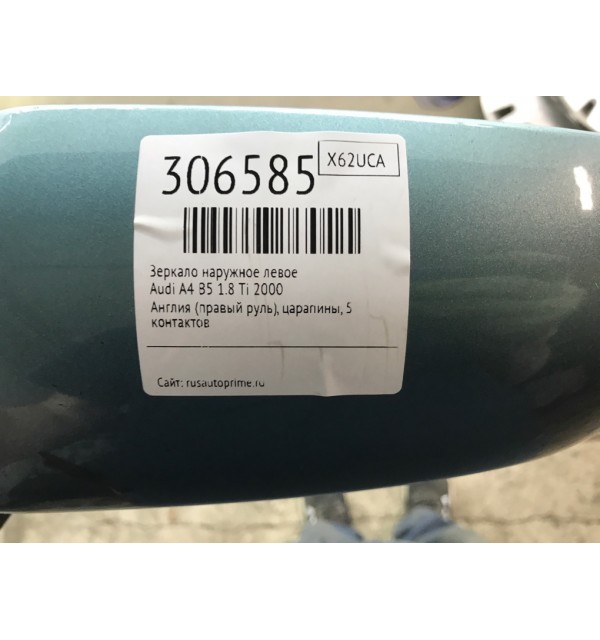 306585
X62UCA
Зеркало наружное левое
Audi A4 B5 1.8 Ti 2000
Англия (правый руль), царапины, 5
контактов
Сайт: rusautoprime.ru